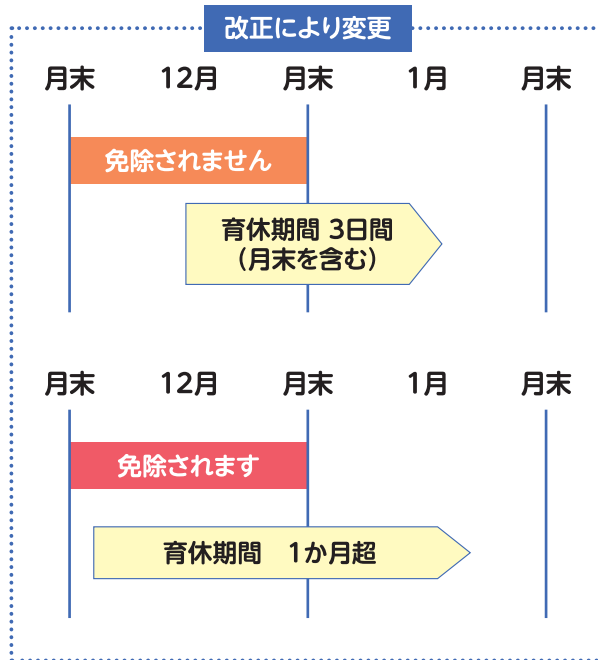 改正により変更
月末 12月 月末 1月 月末
免除されません
育休期間 3日間
（月末を含む）
月末 12月 月末 1月 月末
免除されます
育休期間　1か月超